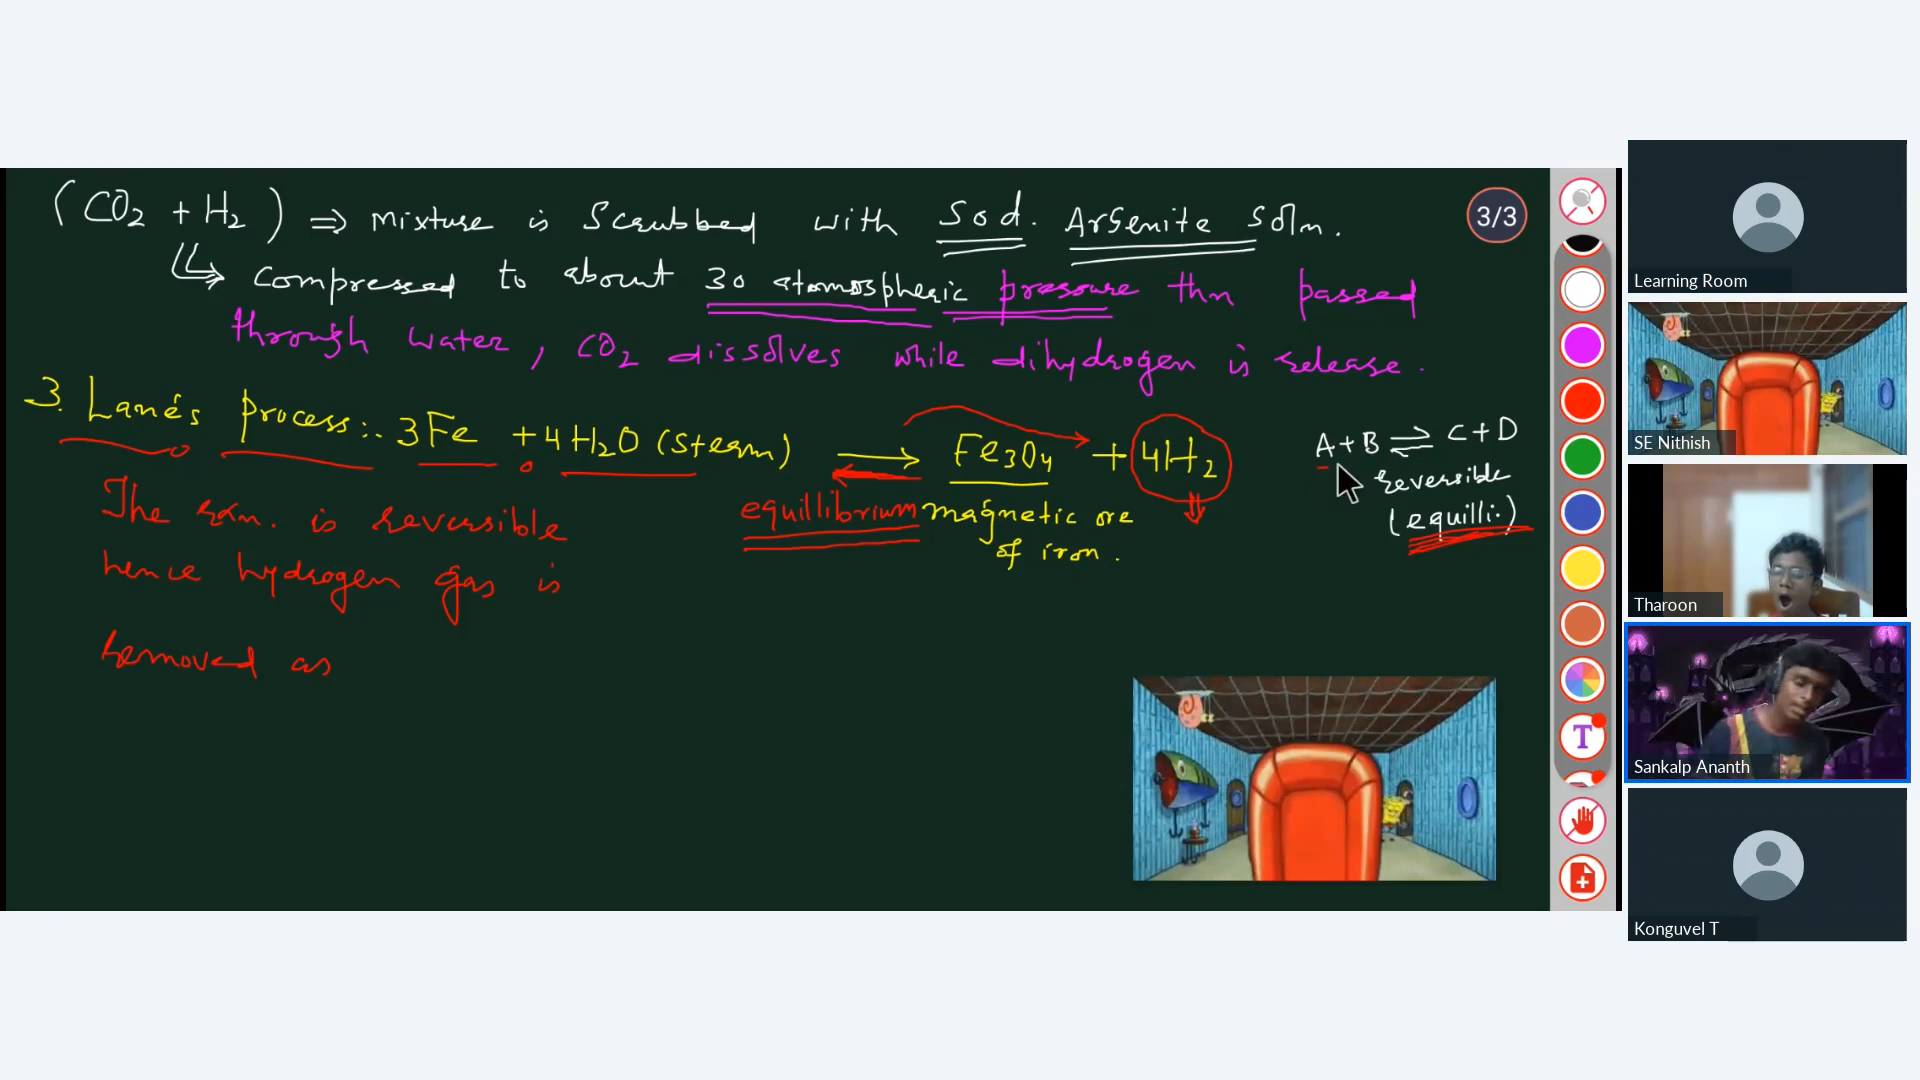 (CO₂ + H₂) ⇒ mixture is Scrubbed with Sod. Arsenite Soln.
3/3
compressed to about 30 atomospheric pressure thn passed
through water, CO₂ dissolves while dihydrogen is release.
3. Lane's process:- 3Fe + 4H₂O (steam) → Fe₃O₄ + 4H₂
A + B ⇌ C + D
reversible
(equilli:)
equillibrium
magnetic ore
of iron.
The rxn. is reversible
hence hydrogen gas is
removed as
T
Learning Room
SE Nithish
Tharoon
Sankalp Ananth
Konguvel T